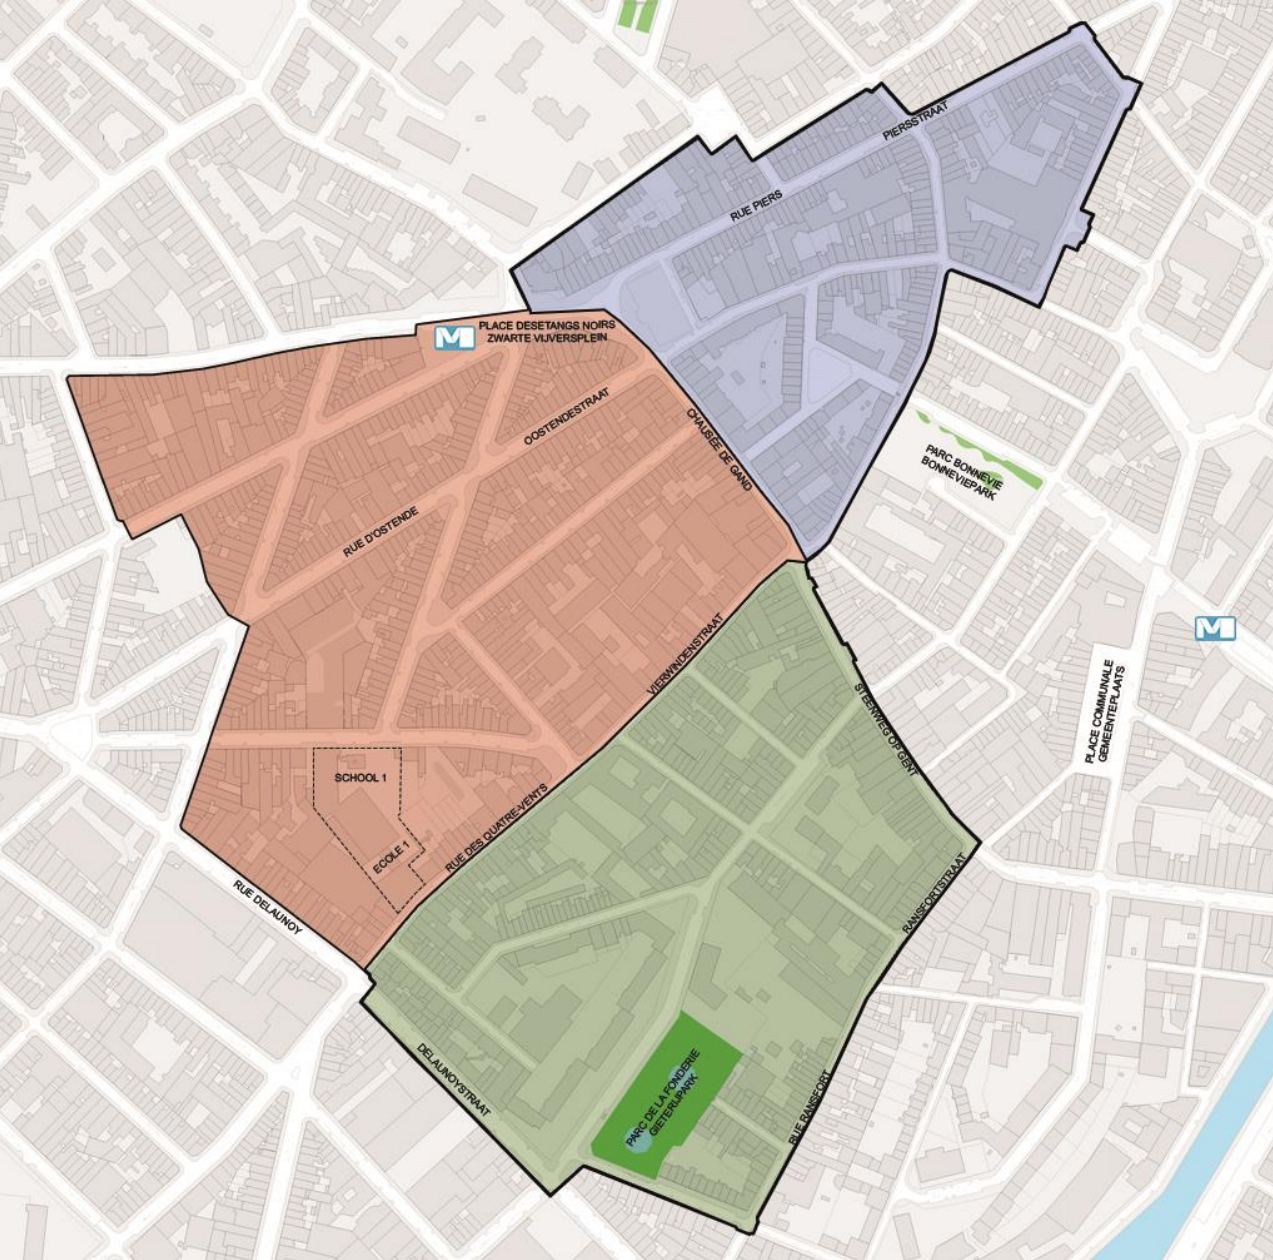 PIERSSTRAAT
RUE PIERS
PLACE DESETANGS NOIRS
ZWARTE VIJVERSPLEIN
M
OOSTENDESTRAAT
CHAUSÉE DE GAND
PARC BONNEVIE
BONNEVIEPARK
RUE D'OSTENDE
M
VIERWINDENSTRAAT
STEENWEG OP GENT
PLACE COMMUNALE
GEMEENTEPLAATS
SCHOOL 1
ECOLE 1
RUE DES QUATRE-VENTS
RUE DELAUNOY
RANSFORTSTRAAT
DELAUNOYSTRAAT
PARC DE LA FONDERIE
GIETERIJPARK
RUE RANSFORT